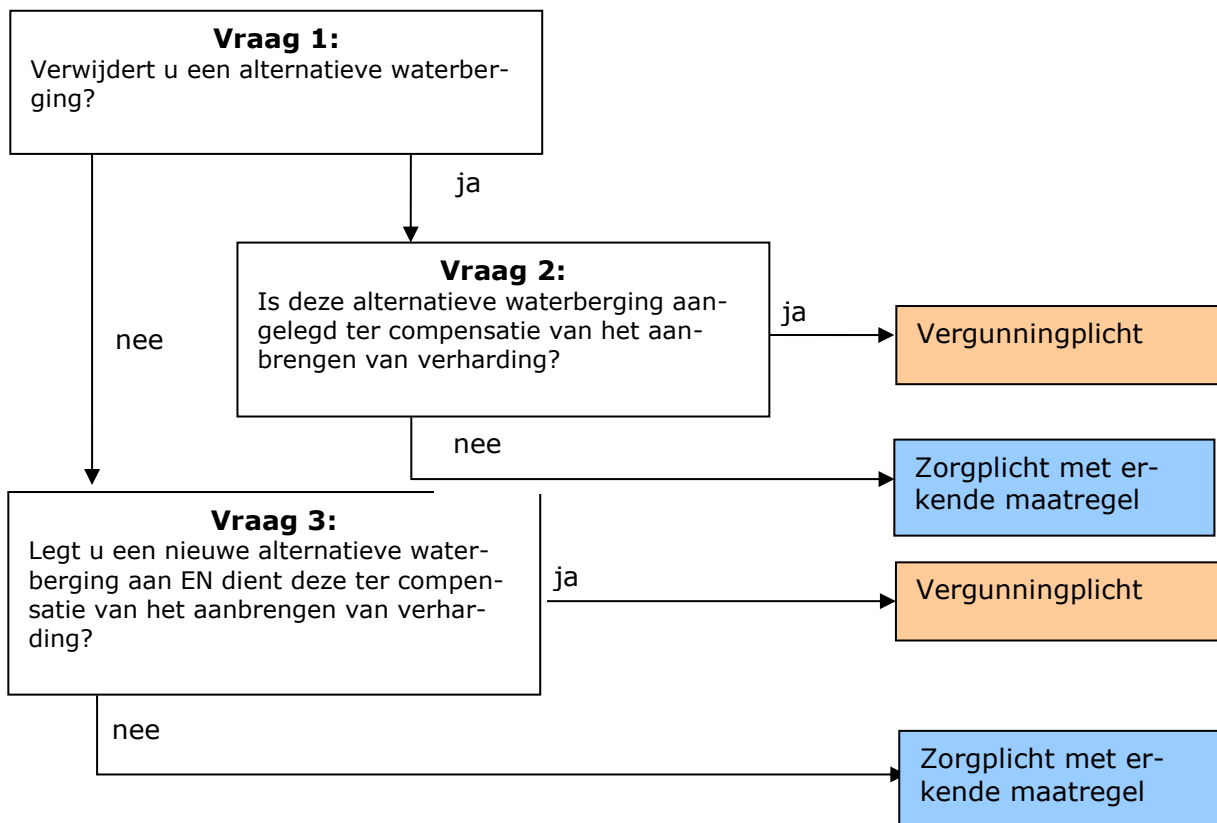 Vraag 1:
Verwijdert u een alternatieve waterber-
ging?
ja
nee
Vraag 2:
Is deze alternatieve waterberging aan-
gelegd ter compensatie van het aan-
brengen van verharding?
ja
Vergunningplicht
nee
Zorgplicht met er-
kende maatregel
Vraag 3:
Legt u een nieuwe alternatieve water-
berging aan EN dient deze ter compen-
satie van het aanbrengen van verhar-
ding?
ja
Vergunningplicht
nee
Zorgplicht met er-
kende maatregel